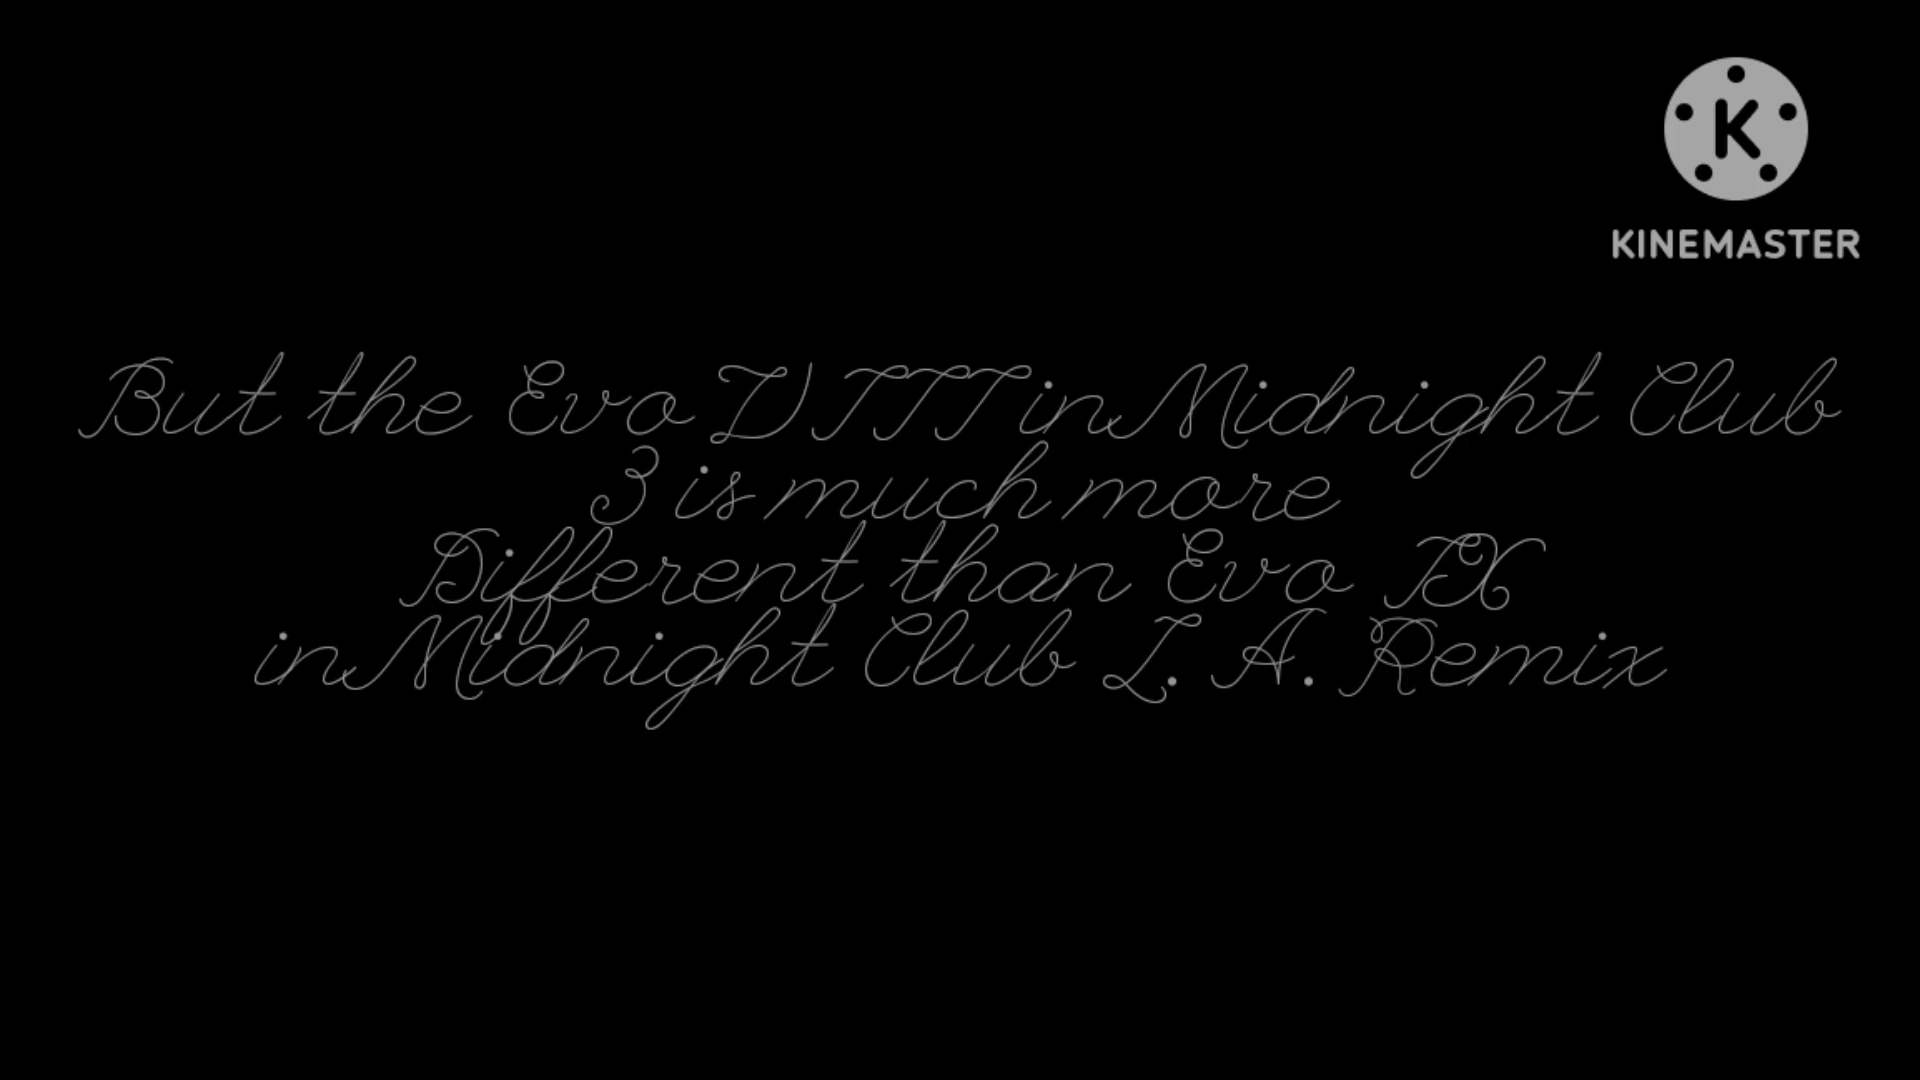 K
KINEMASTER
But the Evo VIII in Midnight Club
3 is much more
Different than Evo IX
in Midnight Club L. A. Remix